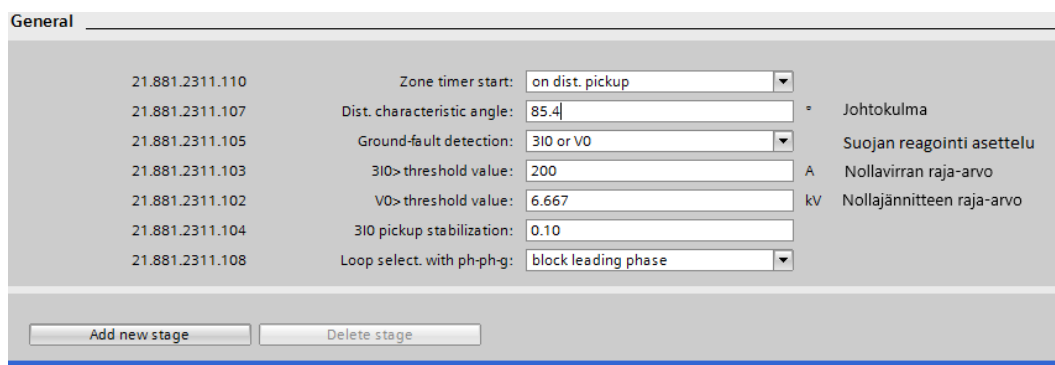 General
21.881.2311.110 Zone timer start: on dist. pickup
21.881.2311.107 Dist. characteristic angle: 85.4 ° Johtokulma
21.881.2311.105 Ground-fault detection: 3I0 or V0 Suojan reagointi asettelu
21.881.2311.103 3I0> threshold value: 200 A Nollavirran raja-arvo
21.881.2311.102 V0> threshold value: 6.667 kV Nollajännitteen raja-arvo
21.881.2311.104 3I0 pickup stabilization: 0.10
21.881.2311.108 Loop select. with ph-ph-g: block leading phase
Add new stage Delete stage